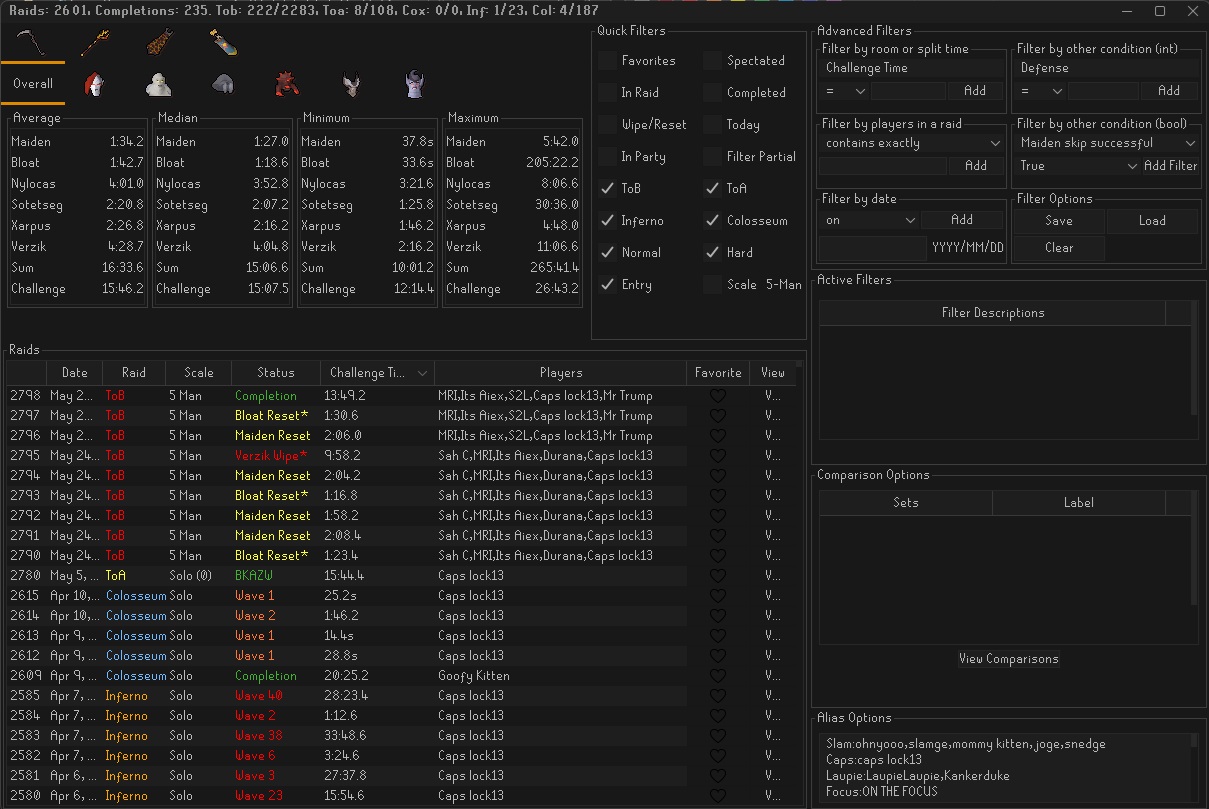 Raids: 2601, Completions: 235. Tob: 222/2283, Toa: 8/108, Cox: 0/0, Inf: 1/23, Col: 4/187
Overall
Average
Maiden 1:34.2
Bloat 1:42.7
Nylocas 4:01.0
Sotetseg 2:20.8
Xarpus 2:26.8
Verzik 4:28.7
Sum 16:33.6
Challenge 15:46.2
Median
Maiden 1:27.0
Bloat 1:18.6
Nylocas 3:52.8
Sotetseg 2:07.2
Xarpus 2:16.2
Verzik 4:04.8
Sum 15:06.6
Challenge 15:07.5
Minimum
Maiden 37.8s
Bloat 33.6s
Nylocas 3:21.6
Sotetseg 1:25.8
Xarpus 1:46.2
Verzik 2:16.2
Sum 10:01.2
Challenge 12:14.4
Maximum
Maiden 5:42.0
Bloat 205:22.2
Nylocas 8:06.6
Sotetseg 30:36.0
Xarpus 4:48.0
Verzik 11:06.6
Sum 265:41.4
Challenge 26:43.2
Quick Filters
Favorites Spectated
In Raid Completed
Wipe/Reset Today
In Party Filter Partial
ToB ToA
Inferno Colosseum
Normal Hard
Entry Scale 5-Man
Advanced Filters
Filter by room or split time
Challenge Time
= Add
Filter by other condition (int)
Defense
= Add
Filter by players in a raid
contains exactly
Add
Filter by other condition (bool)
Maiden skip successful
True Add Filter
Filter by date
on Add
YYYY/MM/DD
Filter Options
Save Load
Clear
Active Filters
Filter Descriptions
Comparison Options
Sets Label
View Comparisons
Alias Options
Slam:ohnyooo,slamge,mommy kitten, joge,snedge
Caps:caps lock13
Laupie:LaupieLaupie,Kankerduke
Focus:ON THE FOCUS
Raids
Date Raid Scale Status Challenge Ti... Players Favorite View
2798 May 2... ToB 5 Man Completion 13:49.2 MRI,Its Aiex,S2L,Caps lock13,Mr Trump V...
2797 May 2... ToB 5 Man Bloat Reset* 1:30.6 MRI,Its Aiex,S2L,Caps lock13,Mr Trump V...
2796 May 2... ToB 5 Man Maiden Reset 2:06.0 MRI,Its Aiex,S2L,Caps lock13,Mr Trump V...
2795 May 24... ToB 5 Man Verzik Wipe* 9:58.2 Sah C,MRI,Its Aiex,Durana,Caps lock13 V...
2794 May 24... ToB 5 Man Maiden Reset 2:04.2 Sah C,MRI,Its Aiex,Durana,Caps lock13 V...
2793 May 24... ToB 5 Man Bloat Reset* 1:16.8 Sah C,MRI,Its Aiex,Durana,Caps lock13 V...
2792 May 24... ToB 5 Man Maiden Reset 1:58.2 Sah C,MRI,Its Aiex,Durana,Caps lock13 V...
2791 May 24... ToB 5 Man Maiden Reset 2:08.4 Sah C,MRI,Its Aiex,Durana,Caps lock13 V...
2790 May 24... ToB 5 Man Bloat Reset* 1:23.4 Sah C,MRI,Its Aiex,Durana,Caps lock13 V...
2780 May 5, ... ToA Solo (0) BKAZW 15:44.4 Caps lock13 V...
2615 Apr 10,... Colosseum Solo Wave 1 25.2s Caps lock13 V...
2614 Apr 10,... Colosseum Solo Wave 2 1:46.2 Caps lock13 V...
2613 Apr 9, ... Colosseum Solo Wave 1 14.4s Caps lock13 V...
2612 Apr 9, ... Colosseum Solo Wave 1 28.8s Caps lock13 V...
2609 Apr 9, ... Colosseum Solo Completion 20:25.2 Goofy Kitten V...
2585 Apr 7, ... Inferno Solo Wave 40 28:23.4 Caps lock13 V...
2584 Apr 7, ... Inferno Solo Wave 2 1:12.6 Caps lock13 V...
2583 Apr 7, ... Inferno Solo Wave 38 33:48.6 Caps lock13 V...
2582 Apr 7, ... Inferno Solo Wave 6 3:24.6 Caps lock13 V...
2581 Apr 6, ... Inferno Solo Wave 3 27:37.8 Caps lock13 V...
2580 Apr 6, ... Inferno Solo Wave 23 15:54.6 Caps lock13 V...